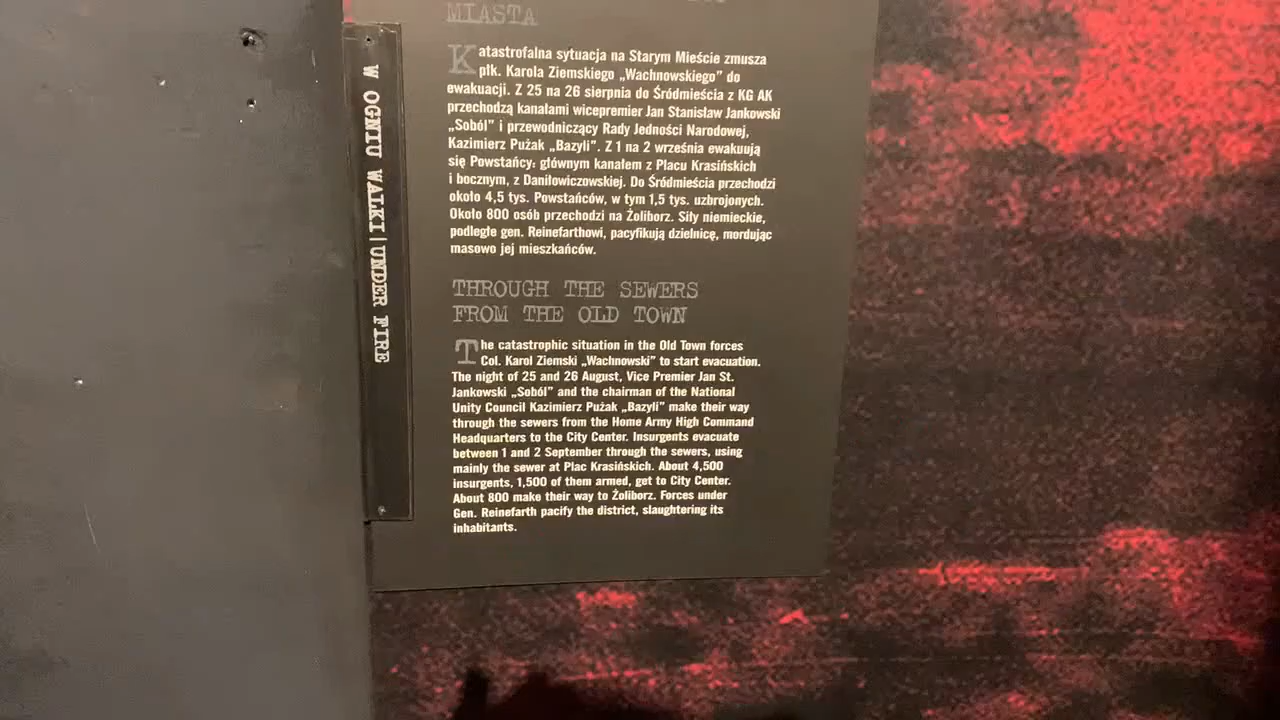 MIASTA
Katastrofalna sytuacja na Starym Mieście zmusza
płk. Karola Ziemskiego „Wachnowskiego” do
ewakuacji. Z 25 na 26 sierpnia do Śródmieścia z KG AK
przechodzą kanałami wicepremier Jan Stanisław Jankowski
„Soból” i przewodniczący Rady Jedności Narodowej,
Kazimierz Pużak „Bazyli”. Z 1 na 2 września ewakuują
się Powstańcy: głównym kanałem z Placu Krasińskich
i bocznym, z Daniłowiczowskiej. Do Śródmieścia przechodzi
około 4,5 tys. Powstańców, w tym 1,5 tys. uzbrojonych.
Około 800 osób przechodzi na Żoliborz. Siły niemieckie,
podległe gen. Reinefarthowi, pacyfikują dzielnicę, mordując
masowo jej mieszkańców.
W OGNIU WALKI | UNDER FIRE
THROUGH THE SEWERS
FROM THE OLD TOWN
The catastrophic situation in the Old Town forces
Col. Karol Ziemski „Wachnowski” to start evacuation.
The night of 25 and 26 August, Vice Premier Jan St.
Jankowski „Soból” and the chairman of the National
Unity Council Kazimierz Pużak „Bazyli” make their way
through the sewers from the Home Army High Command
Headquarters to the City Center. Insurgents evacuate
between 1 and 2 September through the sewers, using
mainly the sewer at Plac Krasińskich. About 4,500
insurgents, 1,500 of them armed, get to City Center.
About 800 make their way to Żoliborz. Forces under
Gen. Reinefarth pacify the district, slaughtering its
inhabitants.